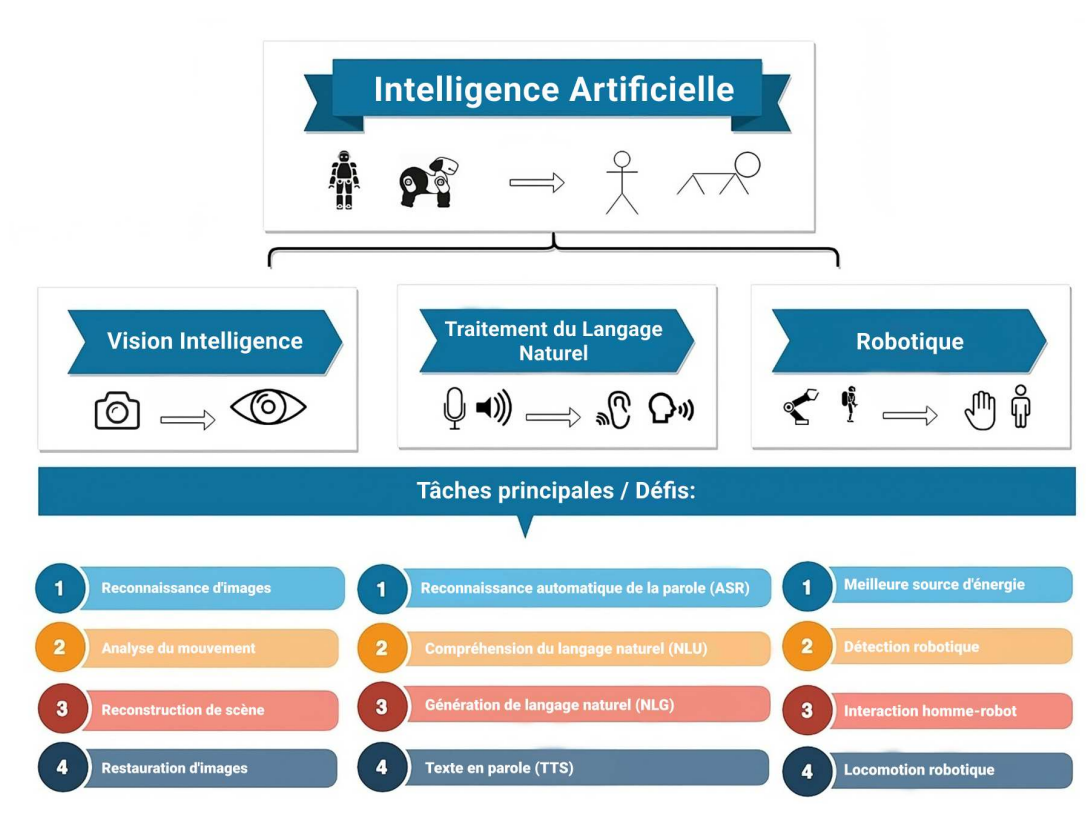 Intelligence Artificielle
Vision Intelligence
Traitement du Langage
Naturel
Robotique
Tâches principales / Défis:
1 Reconnaissance d'images
2 Analyse du mouvement
3 Reconstruction de scène
4 Restauration d'images
1 Reconnaissance automatique de la parole (ASR)
2 Compréhension du langage naturel (NLU)
3 Génération de langage naturel (NLG)
4 Texte en parole (TTS)
1 Meilleure source d'énergie
2 Détection robotique
3 Interaction homme-robot
4 Locomotion robotique